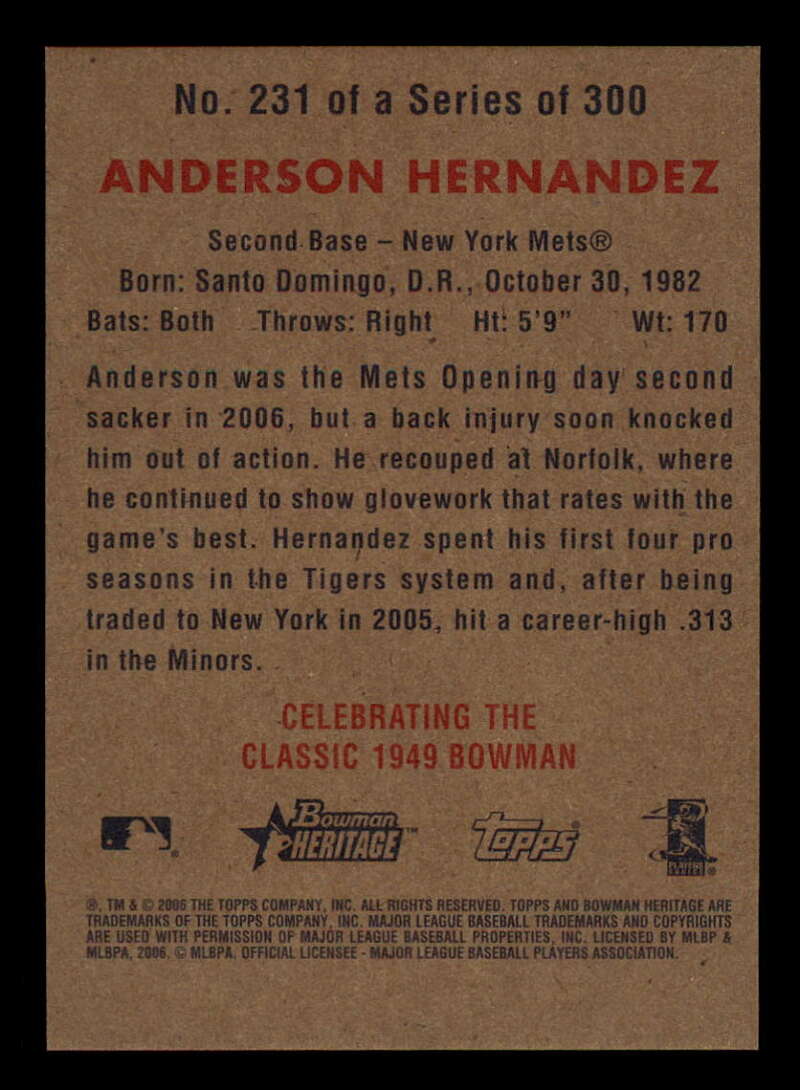 No. 231 of a Series of 300
ANDERSON HERNANDEZ
Second Base – New York Mets®
Born: Santo Domingo, D.R., October 30, 1982
Bats: Both Throws: Right Ht: 5'9" Wt: 170
Anderson was the Mets Opening day second
sacker in 2006, but a back injury soon knocked
him out of action. He recouped at Norfolk, where
he continued to show glovework that rates with the
game's best. Hernandez spent his first four pro
seasons in the Tigers system and, after being
traded to New York in 2005, hit a career-high .313
in the Minors.
CELEBRATING THE
CLASSIC 1949 BOWMAN
Bowman HERITAGE™ Topps® PLAYERS
®, TM & © 2006 THE TOPPS COMPANY, INC. ALL RIGHTS RESERVED. TOPPS AND BOWMAN HERITAGE ARE
TRADEMARKS OF THE TOPPS COMPANY, INC. MAJOR LEAGUE BASEBALL TRADEMARKS AND COPYRIGHTS
ARE USED WITH PERMISSION OF MAJOR LEAGUE BASEBALL PROPERTIES, INC. LICENSED BY MLBP &
MLBPA, 2006. © MLBPA. OFFICIAL LICENSEE - MAJOR LEAGUE BASEBALL PLAYERS ASSOCIATION.